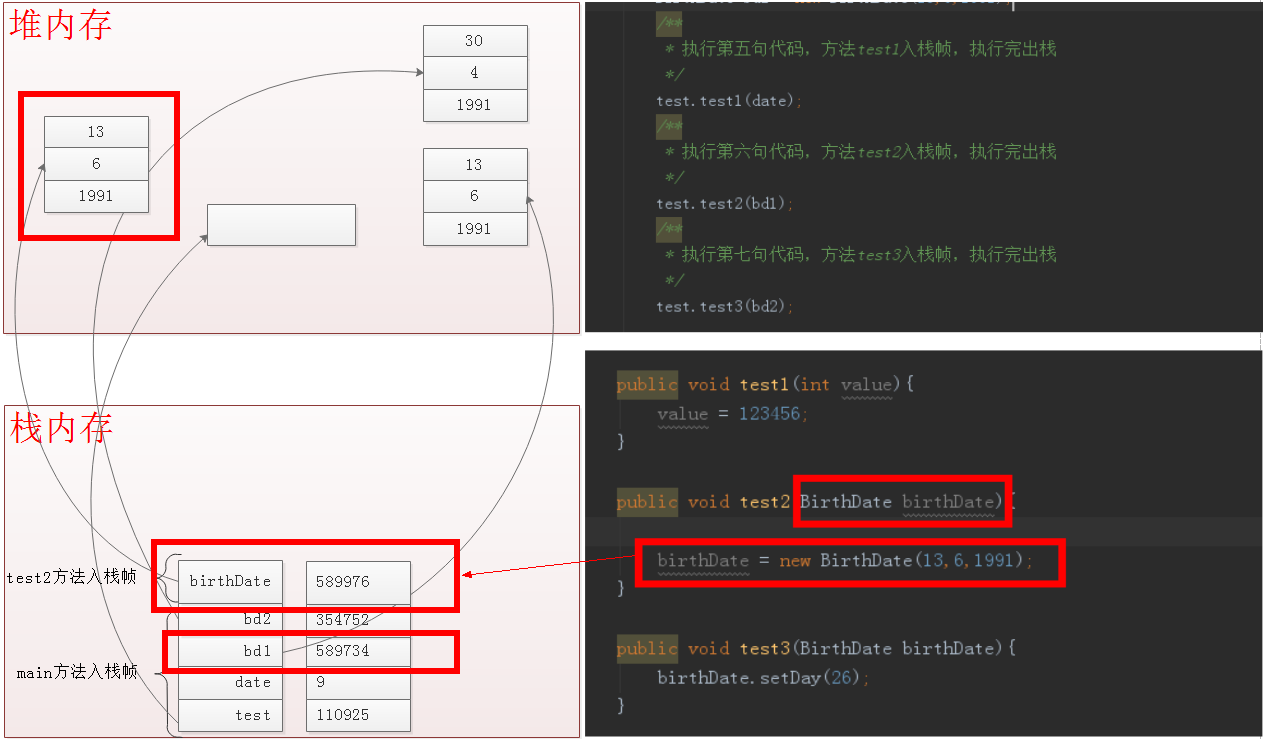 堆内存
30
4
1991
13
6
1991
13
6
1991
/**
* 执行第五句代码，方法test1入栈帧，执行完出栈
*/
test.test1(date);
/**
* 执行第六句代码，方法test2入栈帧，执行完出栈
*/
test.test2(bd1);
/**
* 执行第七句代码，方法test3入栈帧，执行完出栈
*/
test.test3(bd2);
栈内存
test2方法入栈帧
birthDate 589976
bd2 354752
bd1 589734
main方法入栈帧
date 9
test 110925
public void test1(int value){
value = 123456;
}
public void test2 BirthDate birthDate){
birthDate = new BirthDate(13,6,1991);
}
public void test3(BirthDate birthDate){
birthDate.setDay(26);
}